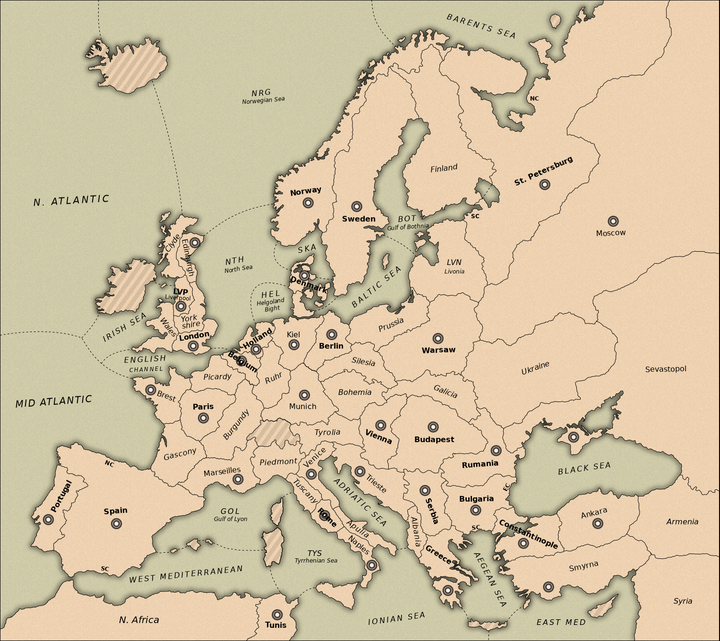 BARENTS SEA
NRG
Norwegian Sea
NC
Finland
St. Petersburg
N. ATLANTIC
Norway
Sweden
SC
BOT
Gulf of Bothnia
Moscow
Clyde
Edinburgh
NTH
North Sea
SKA
LVN
Livonia
Denmark
BALTIC SEA
HEL
Helgoland
Bight
LVP
Liverpool
IRISH SEA
Wales
York
shire
London
Holland
Kiel
Berlin
Prussia
Warsaw
ENGLISH
CHANNEL
Belgium
Ruhr
Silesia
Ukraine
Sevastopol
MID ATLANTIC
Brest
Picardy
Paris
Munich
Bohemia
Galicia
Burgundy
Tyrolia
Vienna
Budapest
Rumania
Gascony
Marseilles
Piedmont
Venice
Trieste
BLACK SEA
NC
Portugal
Spain
GOL
Gulf of Lyon
Tuscany
Rome
ADRIATIC SEA
Serbia
Bulgaria
EC
SC
Ankara
Armenia
Constantinople
Apulia
Naples
Albania
Greece
AEGEAN SEA
Smyrna
SC
WEST MEDITERRANEAN
TYS
Tyrrhenian Sea
Syria
N. Africa
Tunis
IONIAN SEA
EAST MED